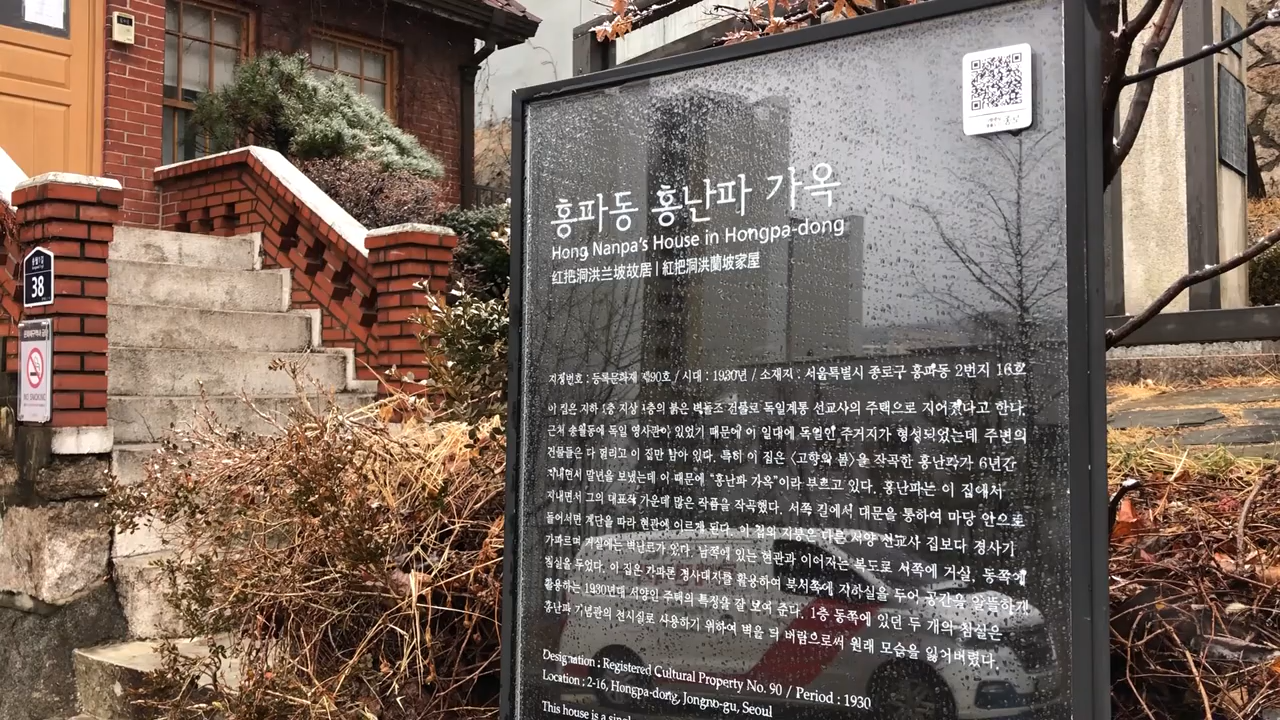 38
NO SMOKING
홍파동 홍난파 가옥
Hong Nanpa's House in Hongpa-dong
红把洞洪兰坡故居 | 紅把洞洪蘭坡家屋
지정번호 : 등록문화재 제90호 / 시대 : 1930년 / 소재지 : 서울특별시 종로구 홍파동 2번지 16호
이 집은 지하 1층 지상 1층의 붉은 벽돌조 건물로 독일계통 선교사의 주택으로 지어졌다고 한다.
근처 송월동에 독일 영사관이 있었기 때문에 이 일대에 독일인 주거지가 형성되었는데 주변의
건물들은 다 헐리고 이 집만 남아 있다. 특히 이 집은 〈고향의 봄〉을 작곡한 홍난파가 6년간
지내면서 말년을 보냈는데 이 때문에 "홍난파 가옥"이라 부르고 있다. 홍난파는 이 집에서
지내면서 그의 대표작 가운데 많은 작품을 작곡했다. 서쪽 길에서 대문을 통하여 마당 안으로
들어서면 계단을 따라 현관에 이르게 된다. 이 집의 지붕은 다른 서양 선교사 집보다 경사가
가파르며 거실에는 벽난로가 있다. 남쪽에 있는 현관과 이어지는 복도로 서쪽에 거실, 동쪽에
침실을 두었다. 이 집은 가파른 경사대지를 활용하여 북서쪽에 지하실을 두어 공간을 알뜰하게
활용하는 1930년대 서양인 주택의 특징을 잘 보여 준다. 1층 동쪽에 있던 두 개의 침실은
홍난파 기념관의 전시실로 사용하기 위하여 벽을 터 버림으로써 원래 모습을 잃어버렸다.
Designation : Registered Cultural Property No. 90 / Period : 1930
Location : 2-16, Hongpa-dong, Jongno-gu, Seoul
This house is a